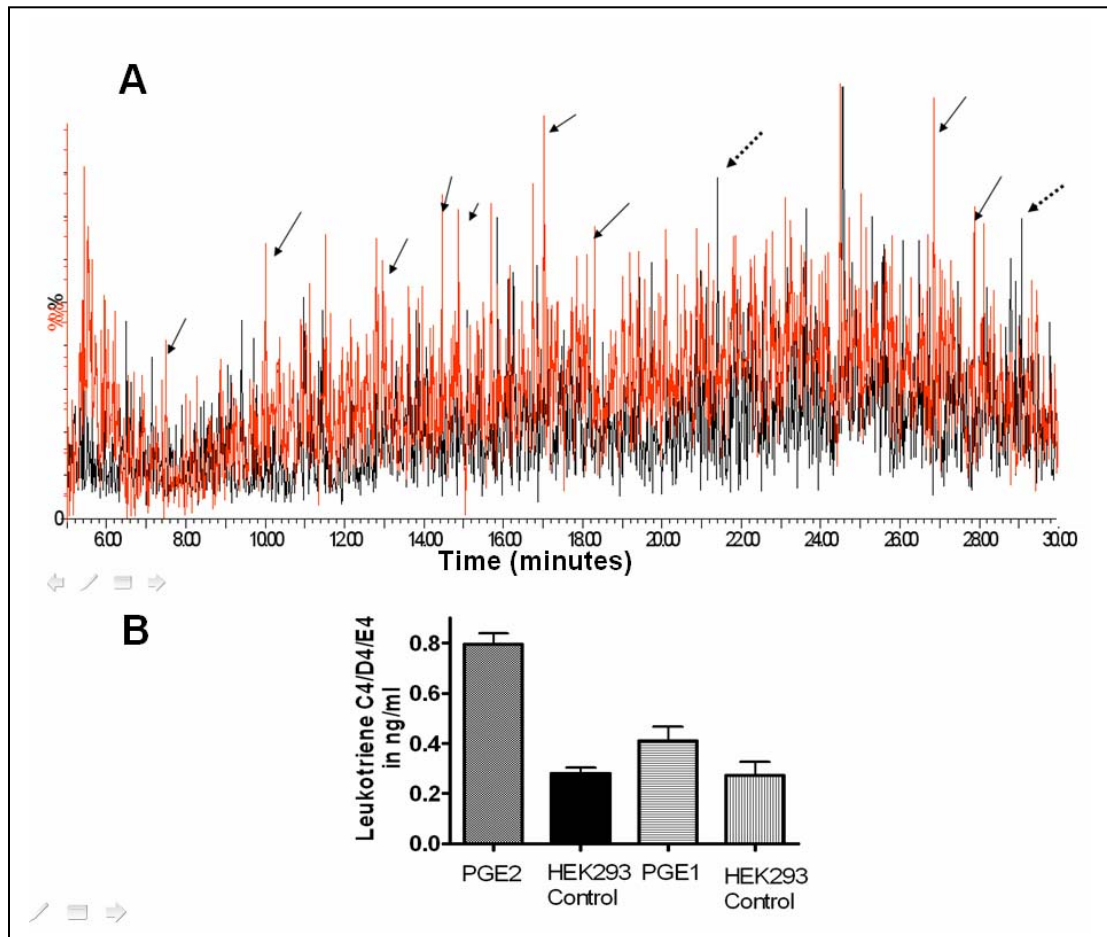 A
%
%
0
6.00 8.00 10.00 12.00 14.00 16.00 18.00 20.00 22.00 24.00 26.00 28.00 30.00
Time (minutes)
B
Leukotriene C4/D4/E4
in ng/ml
0.8
0.6
0.4
0.2
0.0
PGE2 HEK293 Control PGE1 HEK293 Control